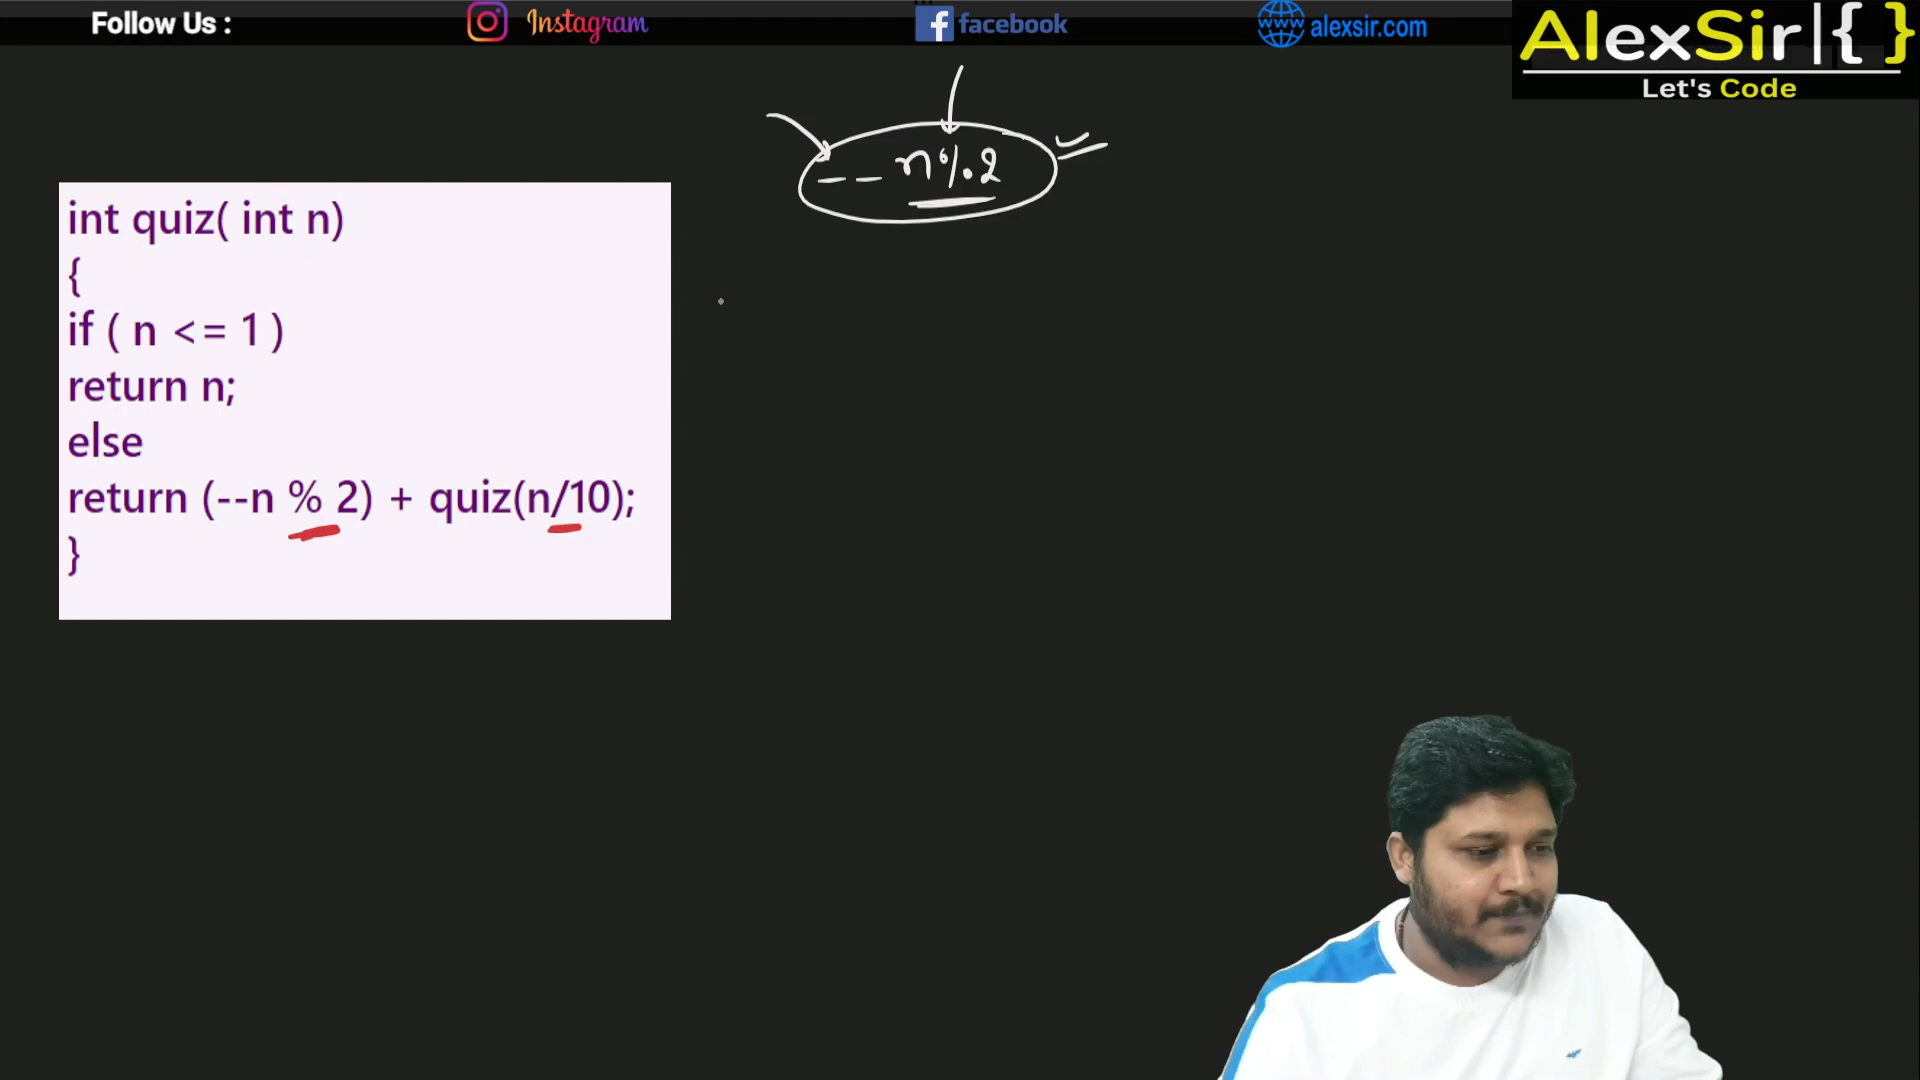 Follow Us :
Instagram
facebook
www
alexsir.com
AlexSir|{ }
Let's Code
--n%2
int quiz( int n)
{
if ( n <= 1 )
return n;
else
return (--n % 2) + quiz(n/10);
}